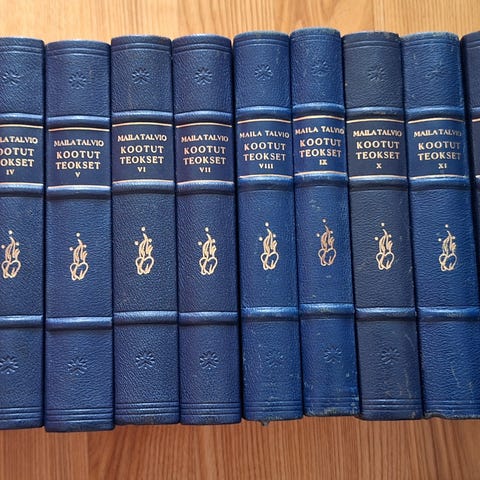 MAILA TALVIO
KOOTUT
TEOKSET
IV
MAILA TALVIO
KOOTUT
TEOKSET
V
MAILA TALVIO
KOOTUT
TEOKSET
VI
MAILA TALVIO
KOOTUT
TEOKSET
VII
MAILA TALVIO
KOOTUT
TEOKSET
VIII
MAILA TALVIO
KOOTUT
TEOKSET
IX
MAILA TALVIO
KOOTUT
TEOKSET
X
MAILA TALVIO
KOOTUT
TEOKSET
XI